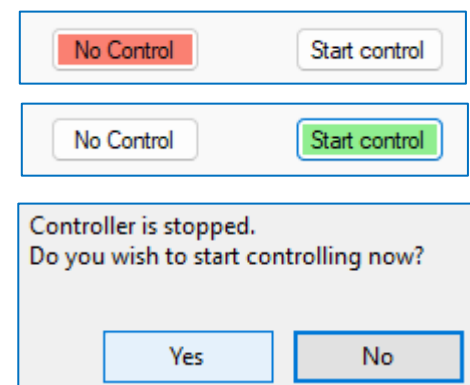 No Control Start control
No Control Start control
Controller is stopped.
Do you wish to start controlling now?
Yes No